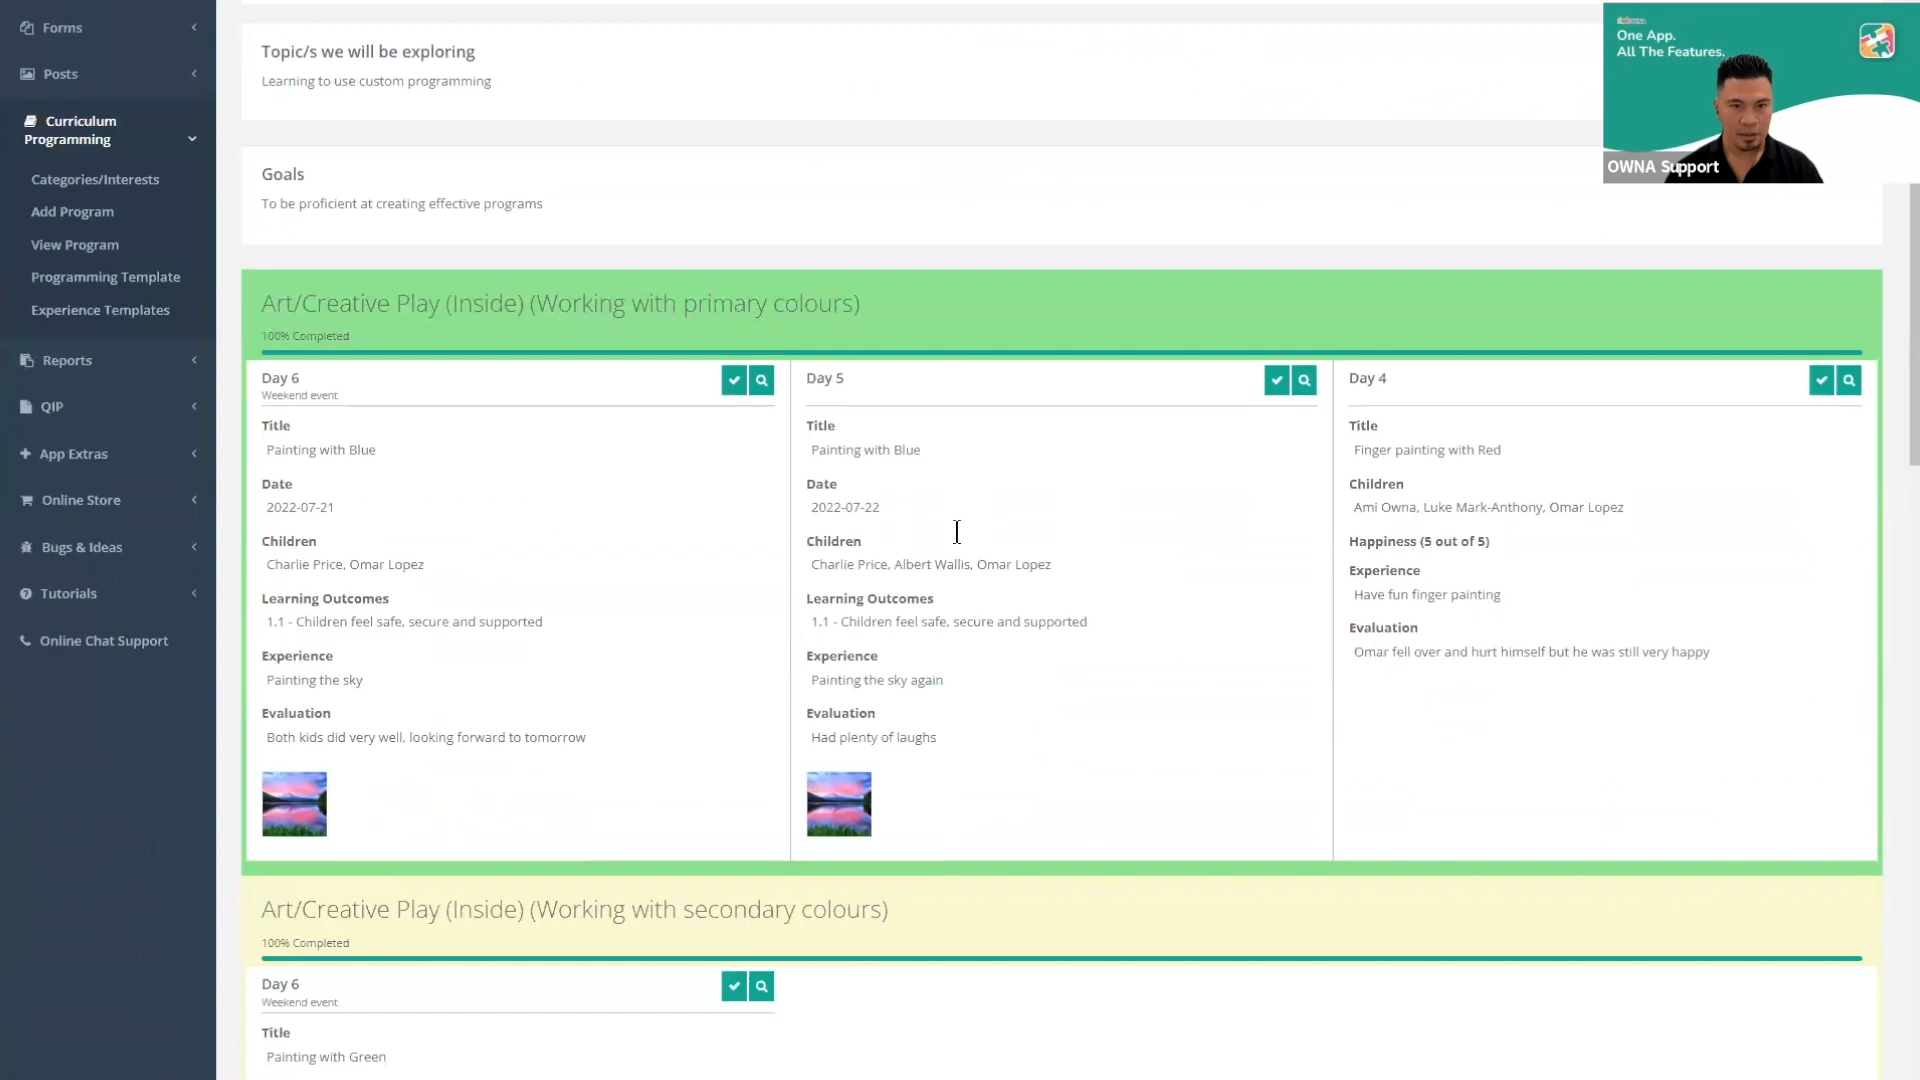 Forms
Posts
Curriculum
Programming
Categories/Interests
Add Program
View Program
Programming Template
Experience Templates
Reports
QIP
App Extras
Online Store
Bugs & Ideas
Tutorials
Online Chat Support
Topic/s we will be exploring
Learning to use custom programming
Goals
To be proficient at creating effective programs
One App.
All The Features.
OWNA Support
Art/Creative Play (Inside) (Working with primary colours)
100% Completed
Day 6
Weekend event
Title
Painting with Blue
Date
2022-07-21
Children
Charlie Price, Omar Lopez
Learning Outcomes
1.1 - Children feel safe, secure and supported
Experience
Painting the sky
Evaluation
Both kids did very well, looking forward to tomorrow
Day 5
Title
Painting with Blue
Date
2022-07-22
Children
Charlie Price, Albert Wallis, Omar Lopez
Learning Outcomes
1.1 - Children feel safe, secure and supported
Experience
Painting the sky again
Evaluation
Had plenty of laughs
Day 4
Title
Finger painting with Red
Children
Ami Owna, Luke Mark-Anthony, Omar Lopez
Happiness (5 out of 5)
Experience
Have fun finger painting
Evaluation
Omar fell over and hurt himself but he was still very happy
Art/Creative Play (Inside) (Working with secondary colours)
100% Completed
Day 6
Weekend event
Title
Painting with Green